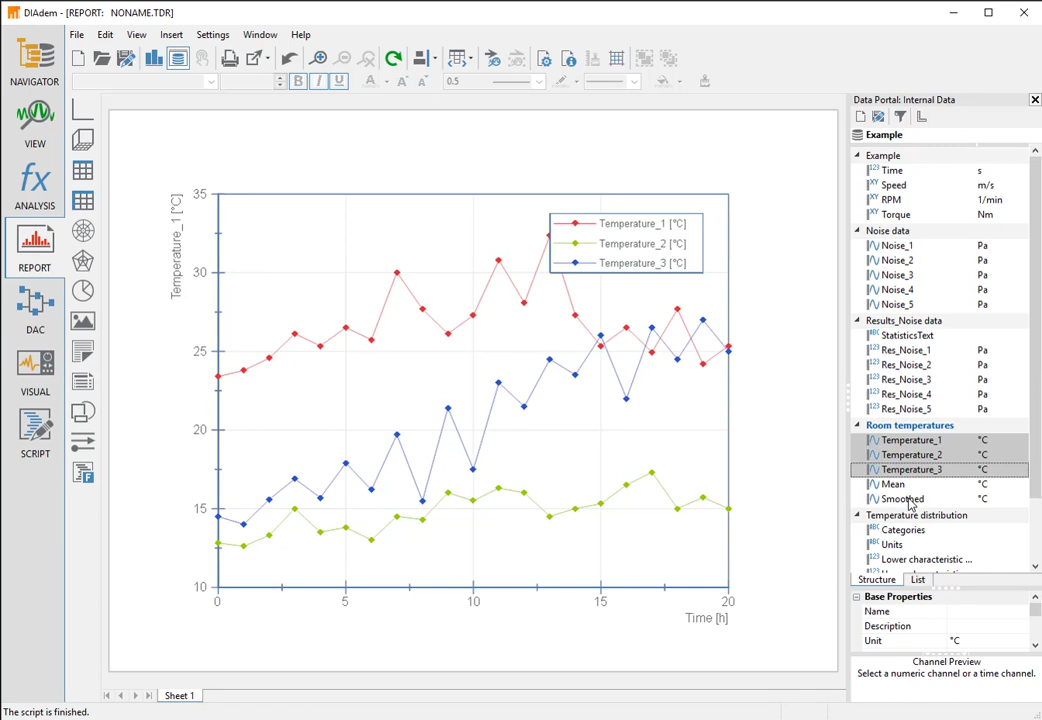 DIAdem - [REPORT:   NONAME.TDR]
File Edit View Insert Settings Window Help
B I U A A A 0.5
NAVIGATOR
VIEW
ANALYSIS
REPORT
DAC
VISUAL
SCRIPT
35
30
25
20
15
10
0 5 10 15 20
Temperature_1 [°C]
Time [h]
Temperature_1 [°C]
Temperature_2 [°C]
Temperature_3 [°C]
Sheet 1
The script is finished.
Data Portal: Internal Data
Example
Example
Time s
Speed m/s
RPM 1/min
Torque Nm
Noise data
Noise_1 Pa
Noise_2 Pa
Noise_3 Pa
Noise_4 Pa
Noise_5 Pa
Results_Noise data
StatisticsText
Res_Noise_1 Pa
Res_Noise_2 Pa
Res_Noise_3 Pa
Res_Noise_4 Pa
Res_Noise_5 Pa
Room temperatures
Temperature_1 °C
Temperature_2 °C
Temperature_3 °C
Mean °C
Smoothed °C
Temperature distribution
Categories
Units
Lower characteristic ...
Structure List
Base Properties
Name
Description
Unit °C
Channel Preview
Select a numeric channel or a time channel.